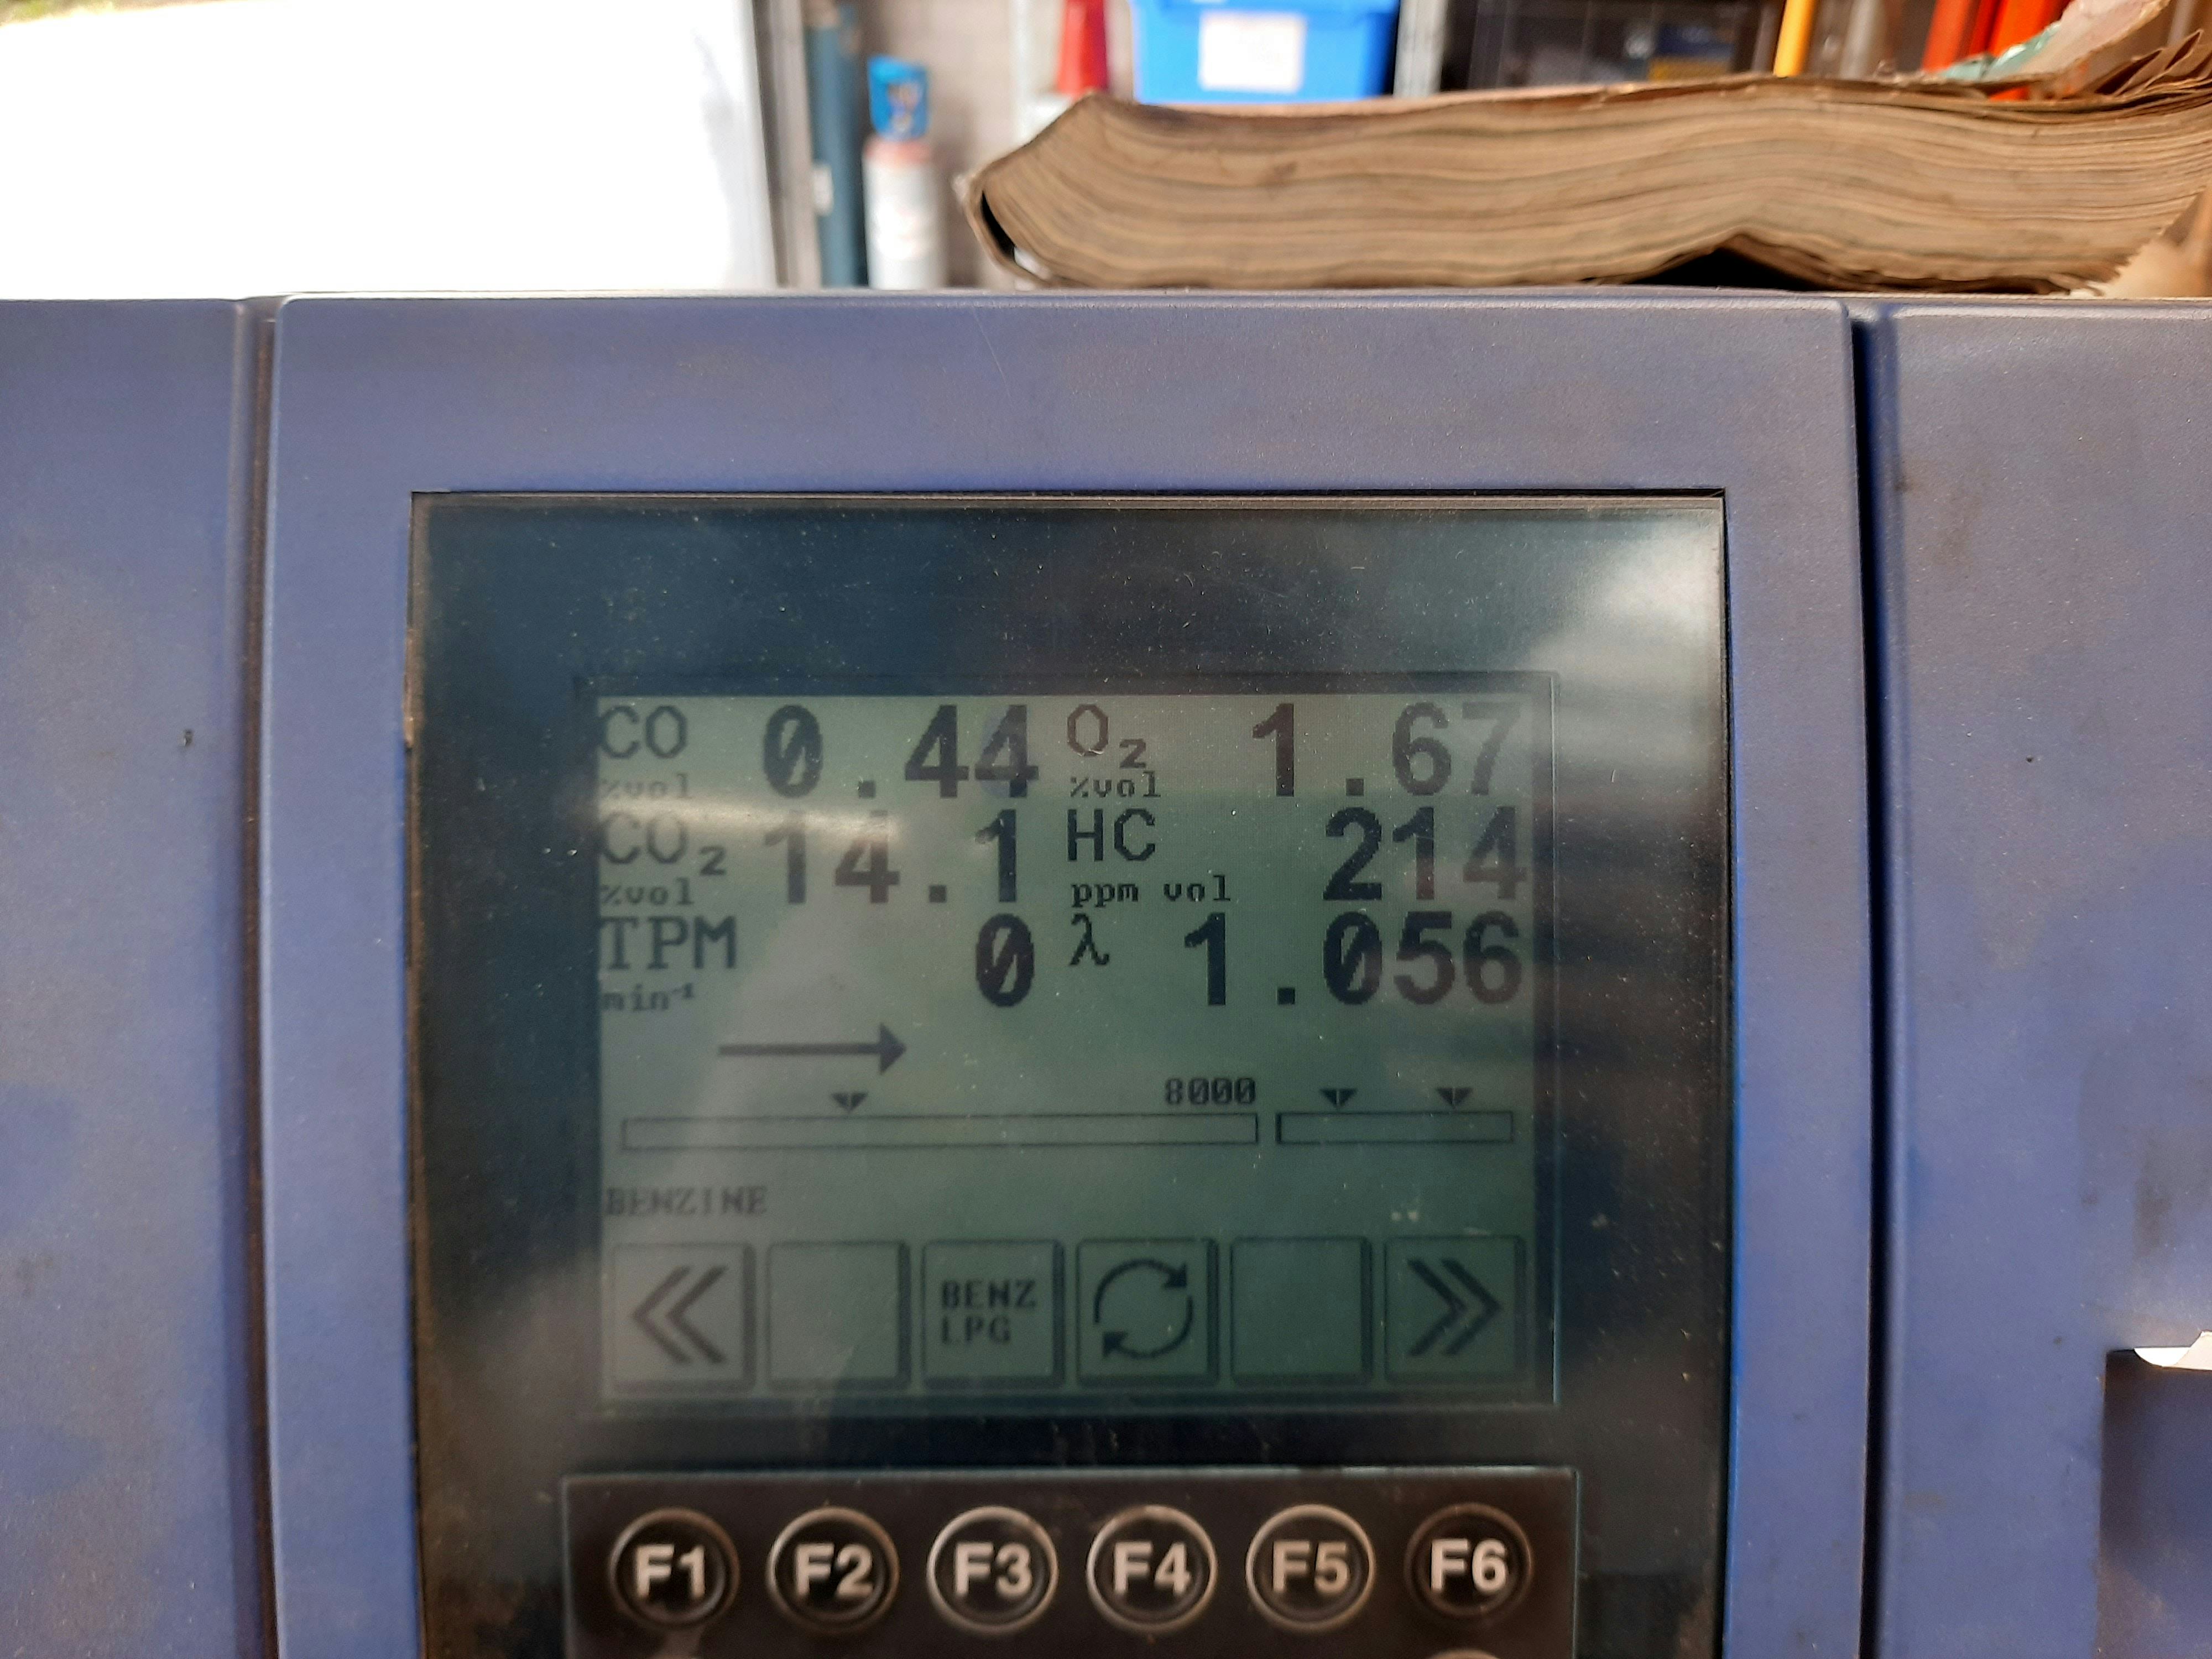 CO 0.44 O₂ 1.67
%vol %vol
CO₂ 14.1 HC 214
%vol ppm vol
TPM 0 λ 1.056
min⁻¹
8000
BENZINE
BENZ
LPG
F1 F2 F3 F4 F5 F6